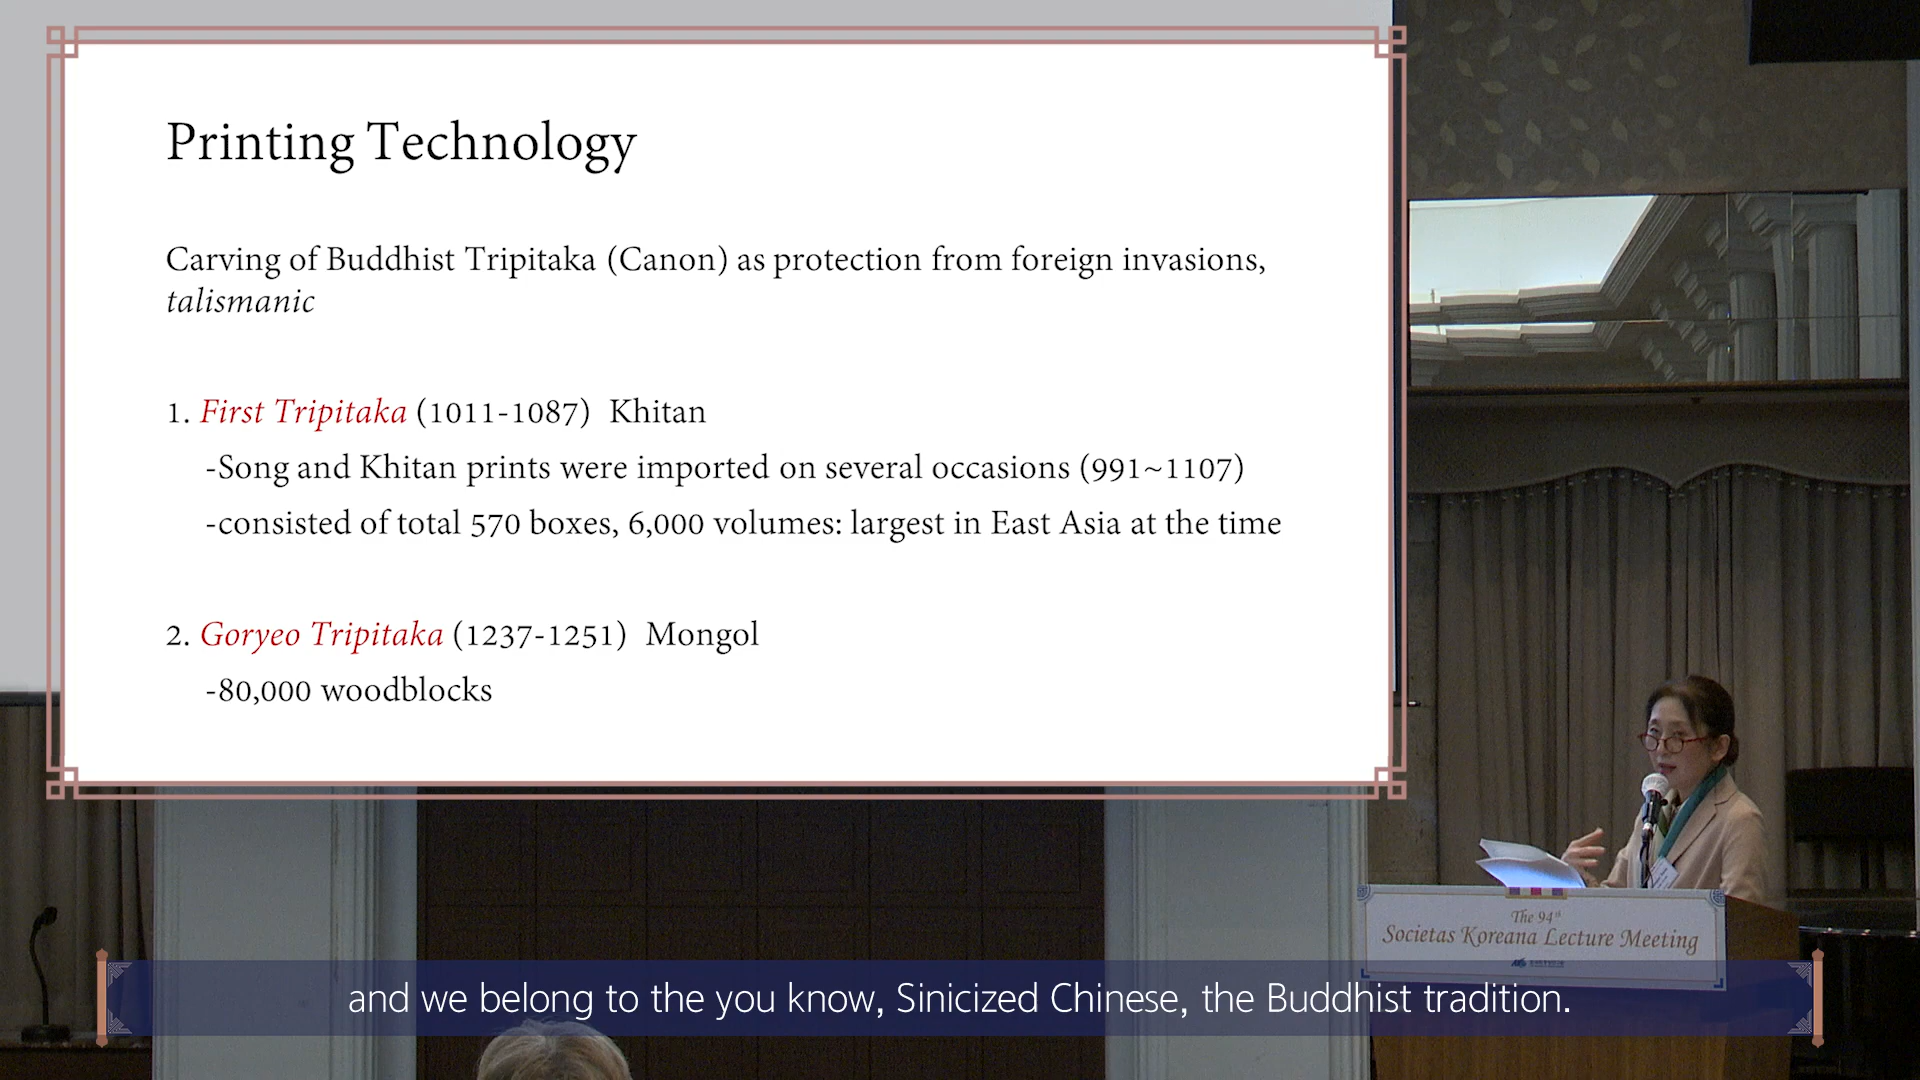 Printing Technology
Carving of Buddhist Tripitaka (Canon) as protection from foreign invasions,
talismanic
1. First Tripitaka (1011-1087) Khitan
-Song and Khitan prints were imported on several occasions (991~1107)
-consisted of total 570 boxes, 6,000 volumes: largest in East Asia at the time
2. Goryeo Tripitaka (1237-1251) Mongol
-80,000 woodblocks
The 94st
Societas Koreana Lecture Meeting
and we belong to the you know, Sinicized Chinese, the Buddhist tradition.